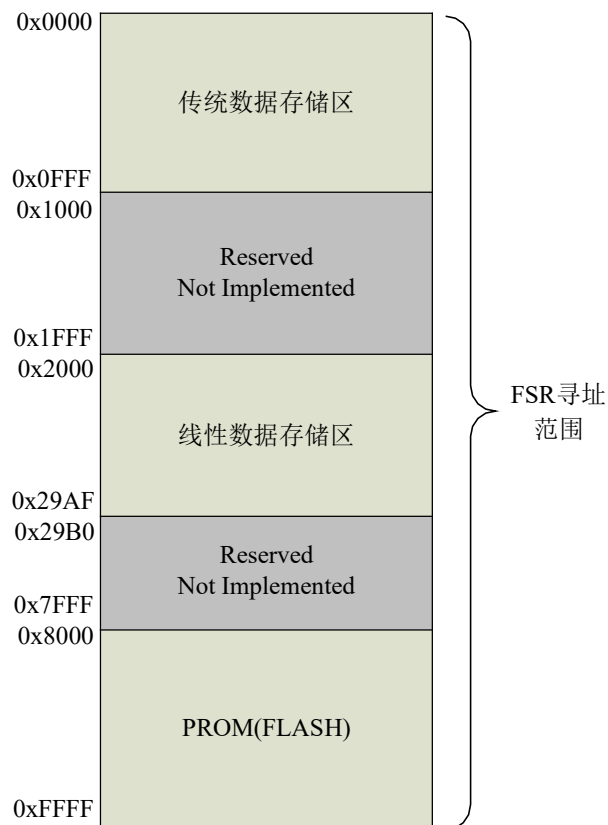 0x0000
传统数据存储区
0x0FFF
0x1000
Reserved
Not Implemented
0x1FFF
0x2000
线性数据存储区
0x29AF
0x29B0
Reserved
Not Implemented
0x7FFF
0x8000
PROM(FLASH)
0xFFFF
FSR寻址
范围